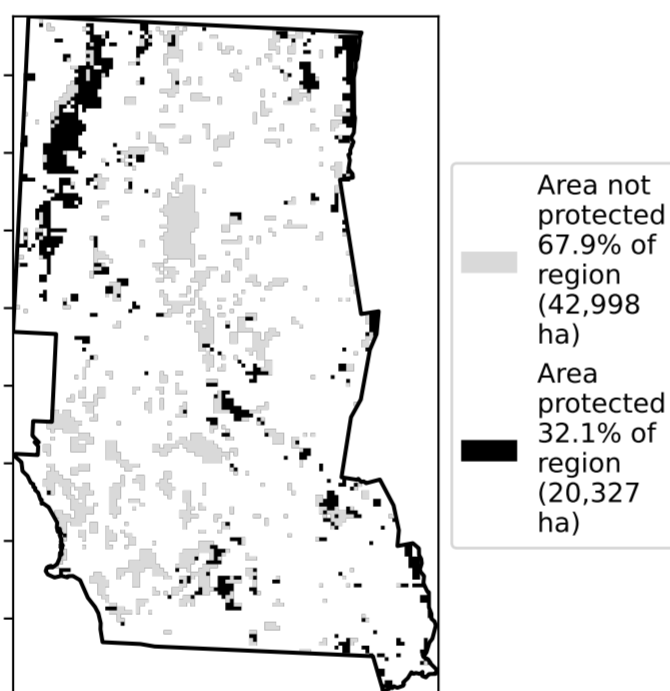 Area not
protected
67.9% of
region
(42,998
ha)
Area
protected
32.1% of
region
(20,327
ha)